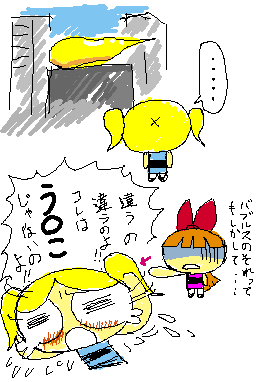 ・・・・・
バブルスのそれって
もしかして・・・
違うの
違うのよ!!
コレは
う〇こ
じゃないのよ!!